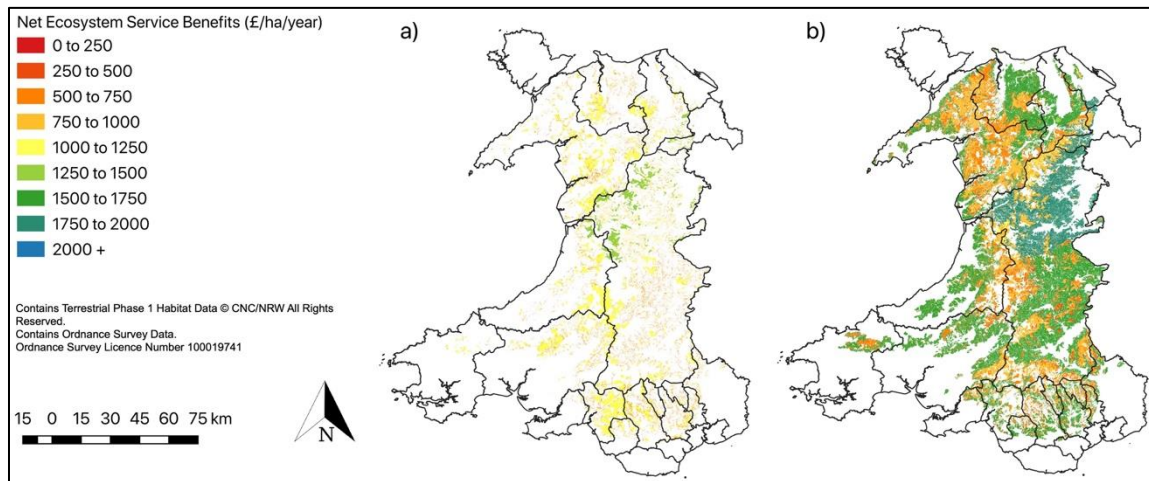 Net Ecosystem Service Benefits (£/ha/year)
0 to 250
250 to 500
500 to 750
750 to 1000
1000 to 1250
1250 to 1500
1500 to 1750
1750 to 2000
2000 +
Contains Terrestrial Phase 1 Habitat Data © CNC/NRW All Rights
Reserved.
Contains Ordnance Survey Data.
Ordnance Survey Licence Number 100019741
15 0 15 30 45 60 75 km
N
a)
b)